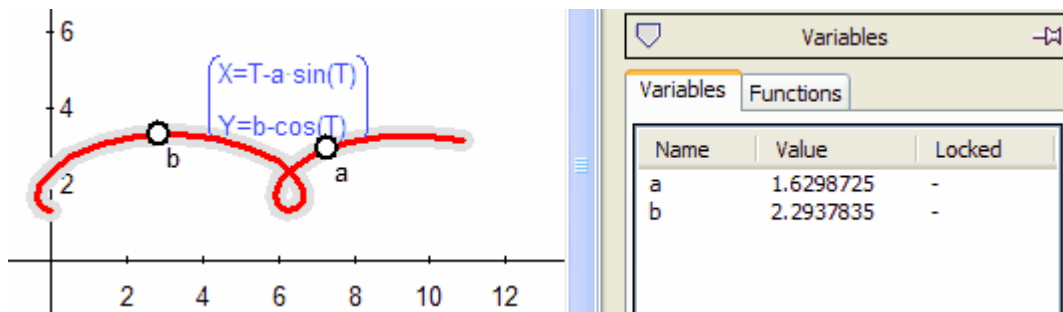 6
4
2
X=T-a·sin(T)
Y=b-cos(T)
b
a
2 4 6 8 10 12
Variables
Variables Functions
Name Value Locked
a 1.6298725 -
b 2.2937835 -